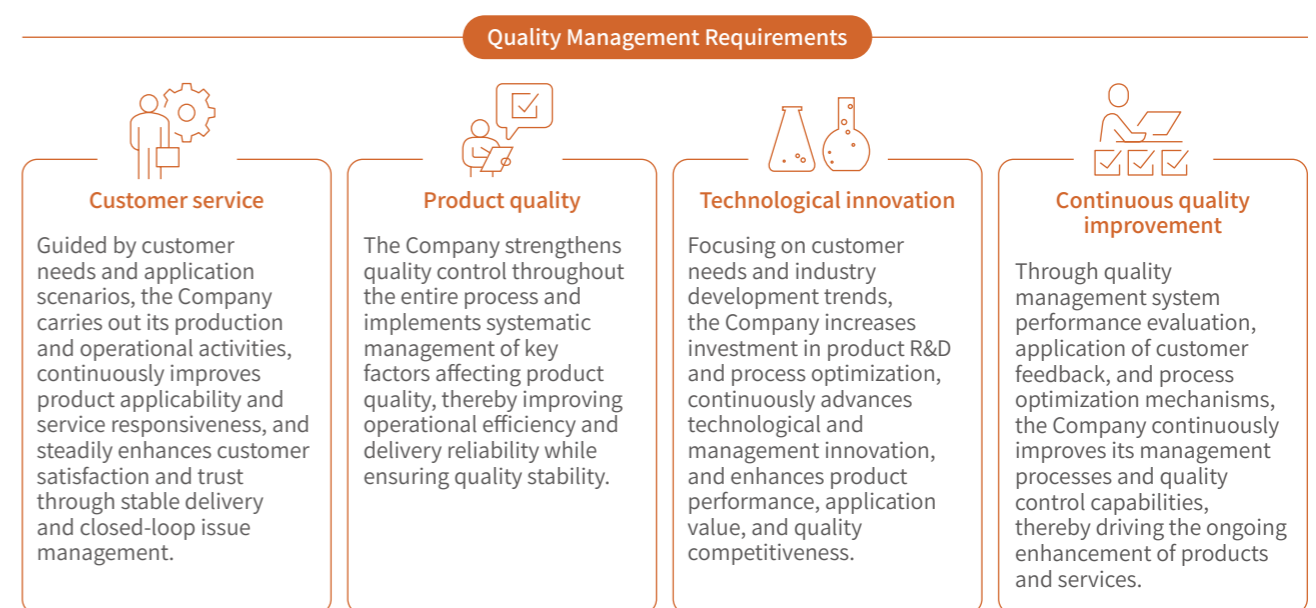 Quality Management Requirements
Customer service
Guided by customer
needs and application
scenarios, the Company
carries out its production
and operational activities,
continuously improves
product applicability and
service responsiveness, and
steadily enhances customer
satisfaction and trust
through stable delivery
and closed-loop issue
management.
Product quality
The Company strengthens
quality control throughout
the entire process and
implements systematic
management of key
factors affecting product
quality, thereby improving
operational efficiency and
delivery reliability while
ensuring quality stability.
Technological innovation
Focusing on customer
needs and industry
development trends,
the Company increases
investment in product R&D
and process optimization,
continuously advances
technological and
management innovation,
and enhances product
performance, application
value, and quality
competitiveness.
Continuous quality
improvement
Through quality
management system
performance evaluation,
application of customer
feedback, and process
optimization mechanisms,
the Company continuously
improves its management
processes and quality
control capabilities,
thereby driving the ongoing
enhancement of products
and services.